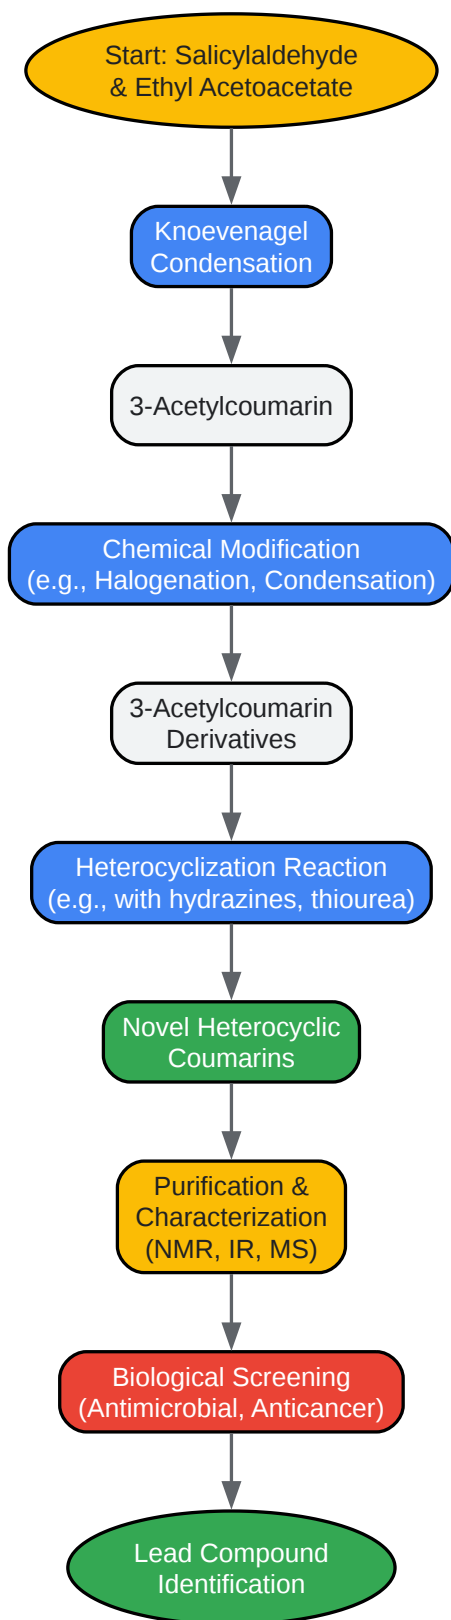 Start: Salicylaldehyde
& Ethyl Acetoacetate
Knoevenagel
Condensation
3-Acetylcoumarin
Chemical Modification
(e.g., Halogenation, Condensation)
3-Acetylcoumarin
Derivatives
Heterocyclization Reaction
(e.g., with hydrazines, thiourea)
Novel Heterocyclic
Coumarins
Purification &
Characterization
(NMR, IR, MS)
Biological Screening
(Antimicrobial, Anticancer)
Lead Compound
Identification